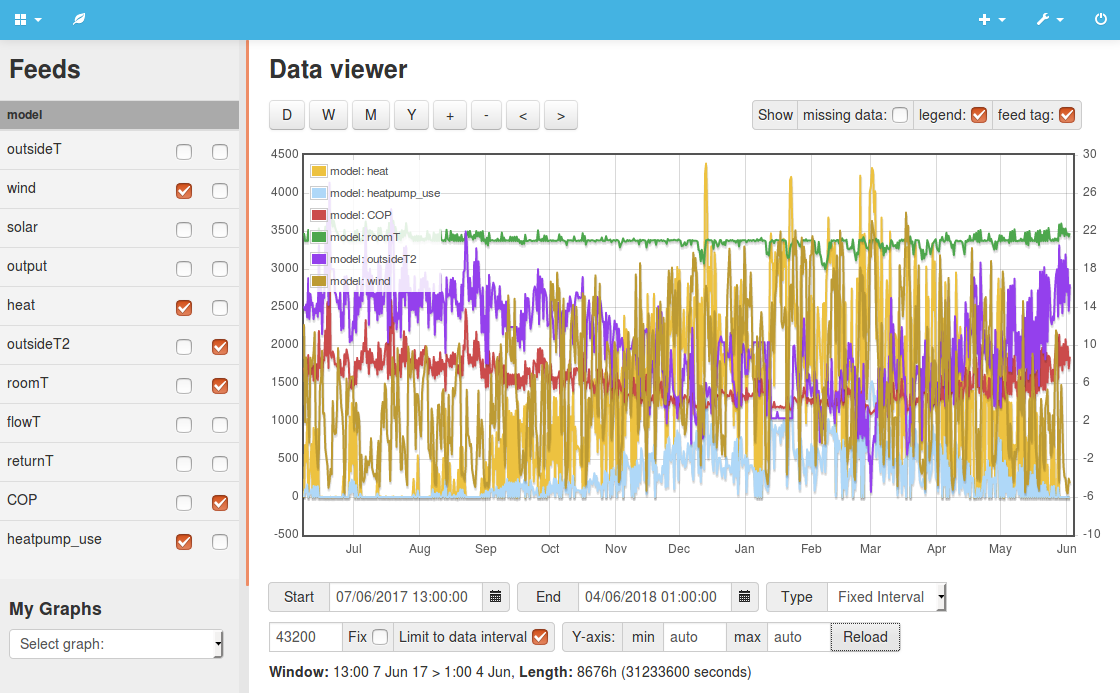 Feeds
model
outsideT
wind
solar
output
heat
outsideT2
roomT
flowT
returnT
COP
heatpump_use
My Graphs
Select graph:
Data viewer
D W M Y + - < >
Show missing data: legend: feed tag:
4500
4000
3500
3000
2500
2000
1500
1000
500
0
-500
model: heat
model: heatpump_use
model: COP
model: roomT
model: outsideT2
model: wind
30
26
22
18
14
10
6
2
-2
-6
-10
Jul Aug Sep Oct Nov Dec Jan Feb Mar Apr May Jun
Start 07/06/2017 13:00:00 End 04/06/2018 01:00:00 Type Fixed Interval
43200 Fix Limit to data interval Y-axis: min auto max auto Reload
Window: 13:00 7 Jun 17 > 1:00 4 Jun, Length: 8676h (31233600 seconds)